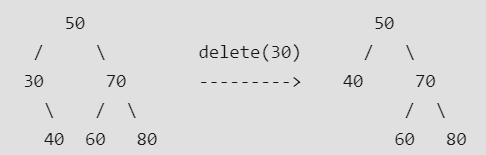 50 50
/ \ delete(30) / \
30 70 ---------> 40 70
\ / \ / \
40 60 80 60 80